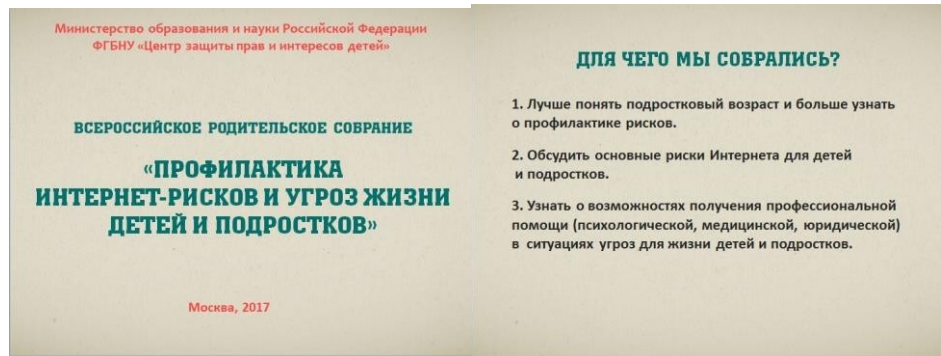 Министерство образования и науки Российской Федерации
ФГБНУ «Центр защиты прав и интересов детей»
ВСЕРОССИЙСКОЕ РОДИТЕЛЬСКОЕ СОБРАНИЕ
«ПРОФИЛАКТИКА
ИНТЕРНЕТ-РИСКОВ И УГРОЗ ЖИЗНИ
ДЕТЕЙ И ПОДРОСТКОВ»
Москва, 2017
ДЛЯ ЧЕГО МЫ СОБРАЛИСЬ?
1. Лучше понять подростковый возраст и больше узнать
о профилактике рисков.
2. Обсудить основные риски Интернета для детей
и подростков.
3. Узнать о возможностях получения профессиональной
помощи (психологической, медицинской, юридической)
в ситуациях угроз для жизни детей и подростков.